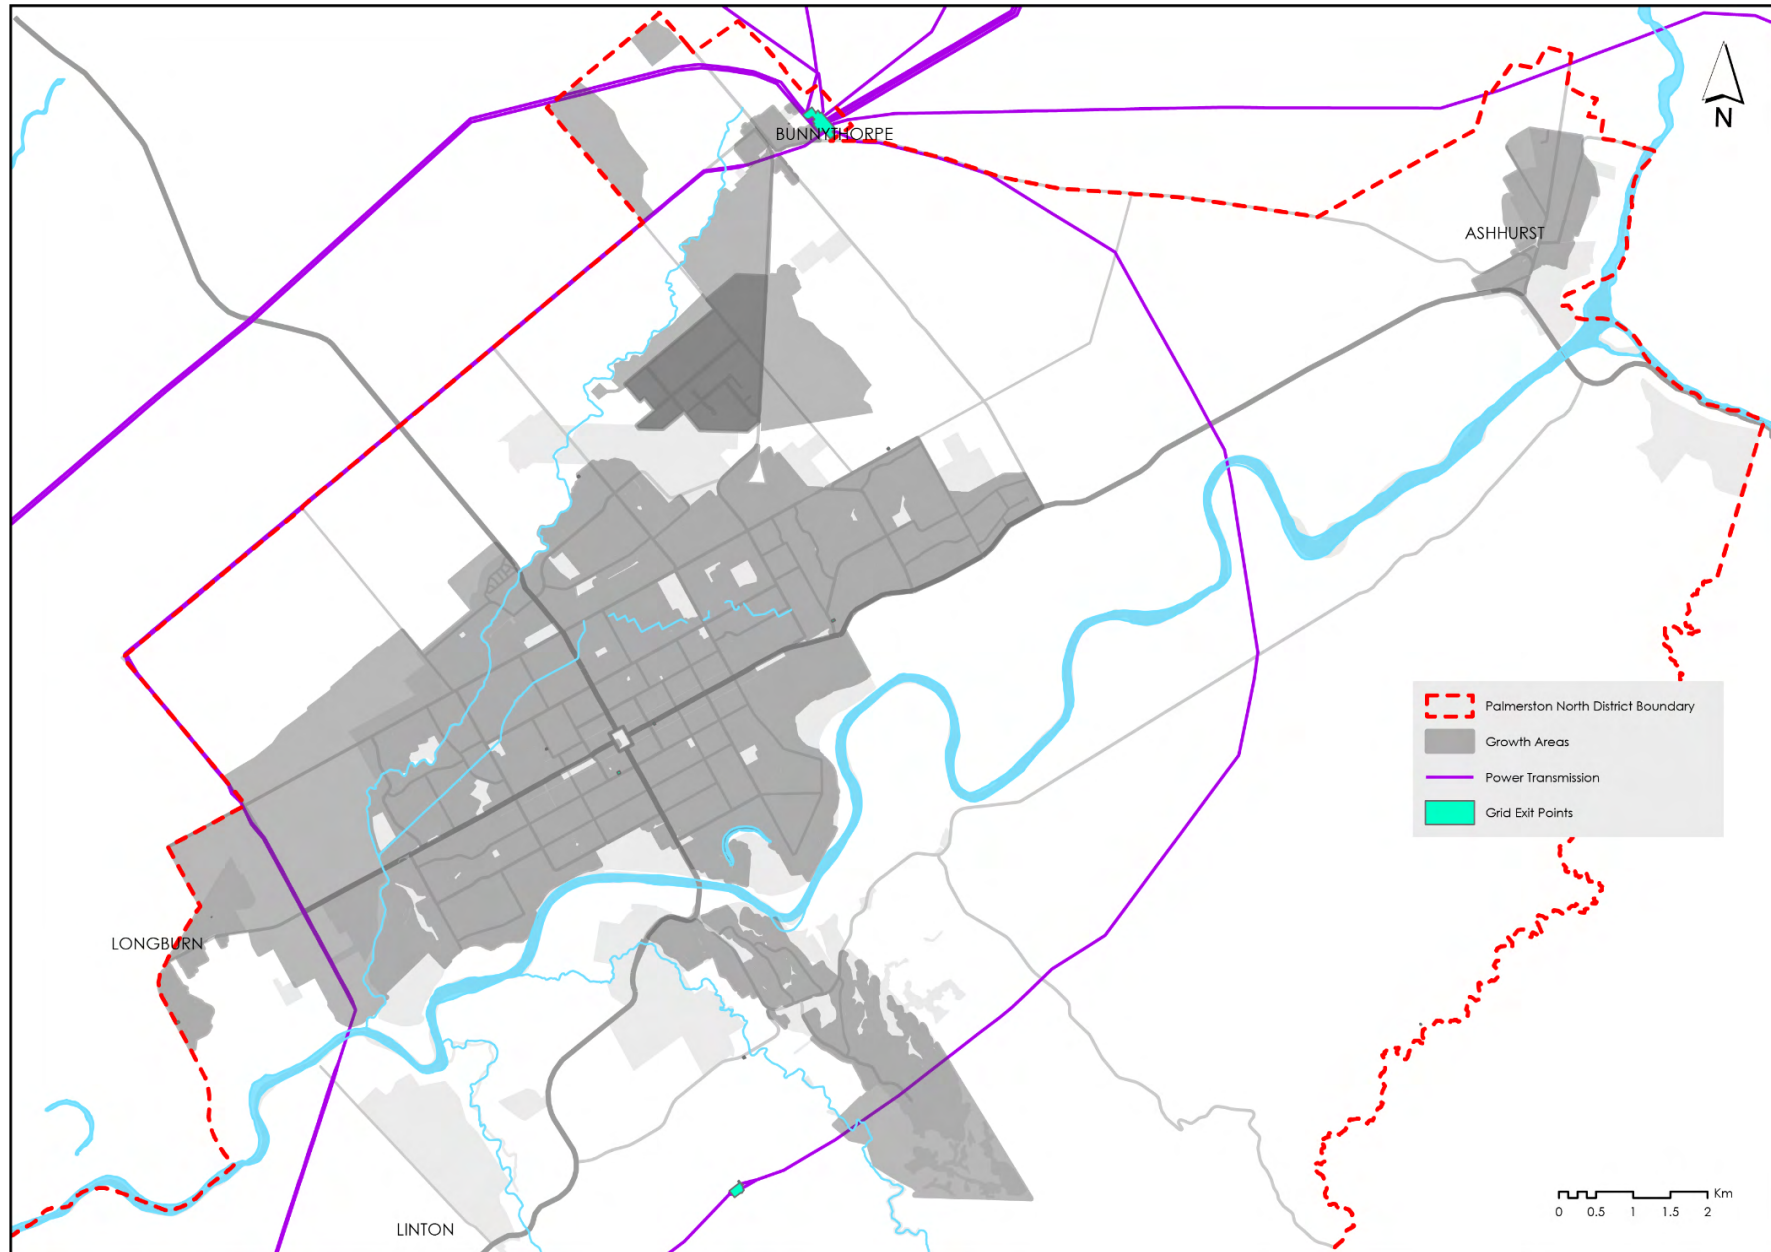 N
BUNNYTHORPE
ASHHURST
Palmerston North District Boundary
Growth Areas
Power Transmission
Grid Exit Points
LONGBURN
LINTON
Km
0 0.5 1 1.5 2